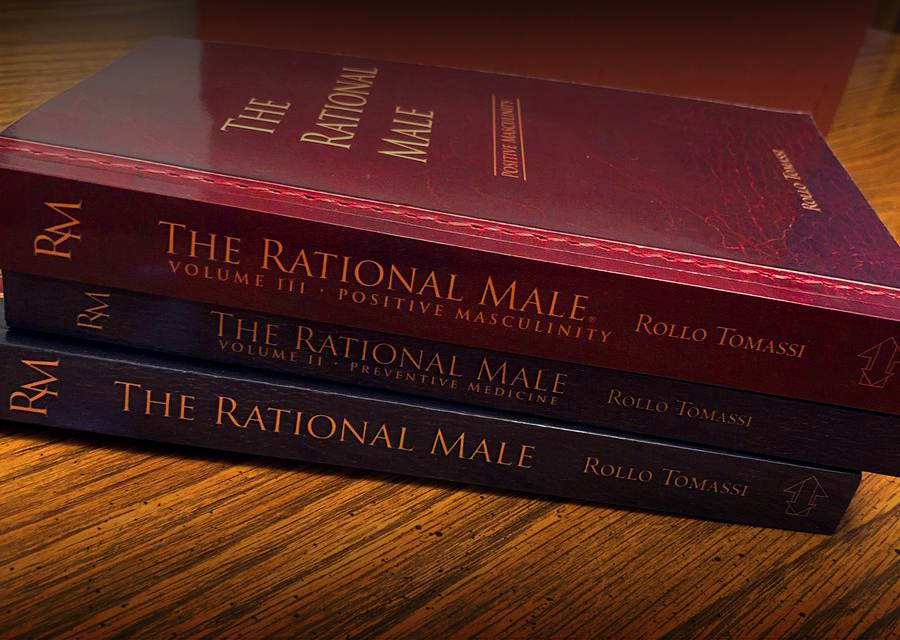 THE
RATIONAL
MALE
POSITIVE MASCULINITY
ROLLO TOMASSI
RM
THE RATIONAL MALE®
VOLUME III · POSITIVE MASCULINITY
ROLLO TOMASSI
RM
THE RATIONAL MALE
VOLUME II · PREVENTIVE MEDICINE
ROLLO TOMASSI
RM
THE RATIONAL MALE
ROLLO TOMASSI